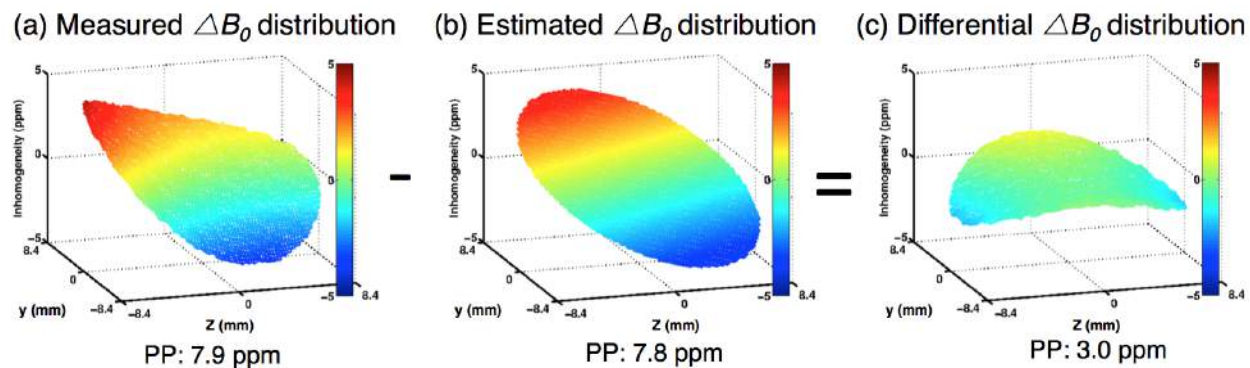 (a) Measured △B0 distribution
(b) Estimated △B0 distribution
(c) Differential △B0 distribution
Inhomogeneity (ppm)
5
0
−5
8.4
0
−8.4
y (mm)
−8.4
0
8.4
Z (mm)
5
0
−5
PP: 7.9 ppm
-
Inhomogeneity (ppm)
5
0
−5
8.4
0
−8.4
y (mm)
−8.4
0
8.4
Z (mm)
5
0
−5
PP: 7.8 ppm
=
Inhomogeneity (ppm)
5
0
−5
8.4
0
−8.4
y (mm)
−8.4
0
8.4
Z (mm)
5
0
−5
PP: 3.0 ppm